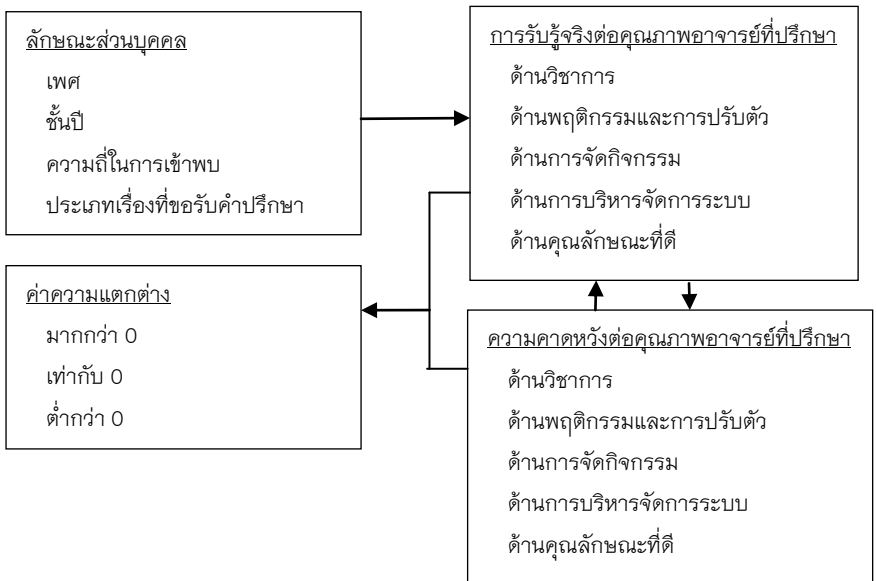 ลักษณะส่วนบุคคล
เพศ
ชั้นปี
ความถี่ในการเข้าพบ
ประเภทเรื่องที่ขอรับคำปรึกษา
การรับรู้จริงต่อคุณภาพอาจารย์ที่ปรึกษา
ด้านวิชาการ
ด้านพฤติกรรมและการปรับตัว
ด้านการจัดกิจกรรม
ด้านการบริหารจัดการระบบ
ด้านคุณลักษณะที่ดี
ค่าความแตกต่าง
มากกว่า 0
เท่ากับ 0
ต่ำกว่า 0
ความคาดหวังต่อคุณภาพอาจารย์ที่ปรึกษา
ด้านวิชาการ
ด้านพฤติกรรมและการปรับตัว
ด้านการจัดกิจกรรม
ด้านการบริหารจัดการระบบ
ด้านคุณลักษณะที่ดี